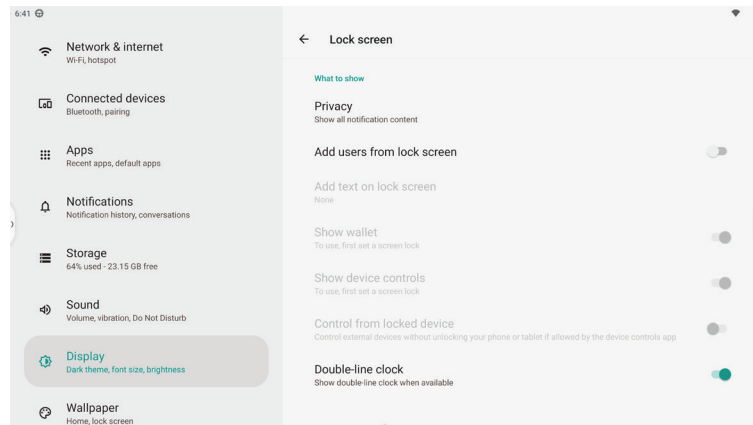 6:41
Network & internet
Wi-Fi, hotspot
Connected devices
Bluetooth, pairing
Apps
Recent apps, default apps
Notifications
Notification history, conversations
Storage
64% used - 23.15 GB free
Sound
Volume, vibration, Do Not Disturb
Display
Dark theme, font size, brightness
Wallpaper
Home, lock screen
Lock screen
What to show
Privacy
Show all notification content
Add users from lock screen
Add text on lock screen
None
Show wallet
To use, first set a screen lock
Show device controls
To use, first set a screen lock
Control from locked device
Control external devices without unlocking your phone or tablet if allowed by the device controls app
Double-line clock
Show double-line clock when available